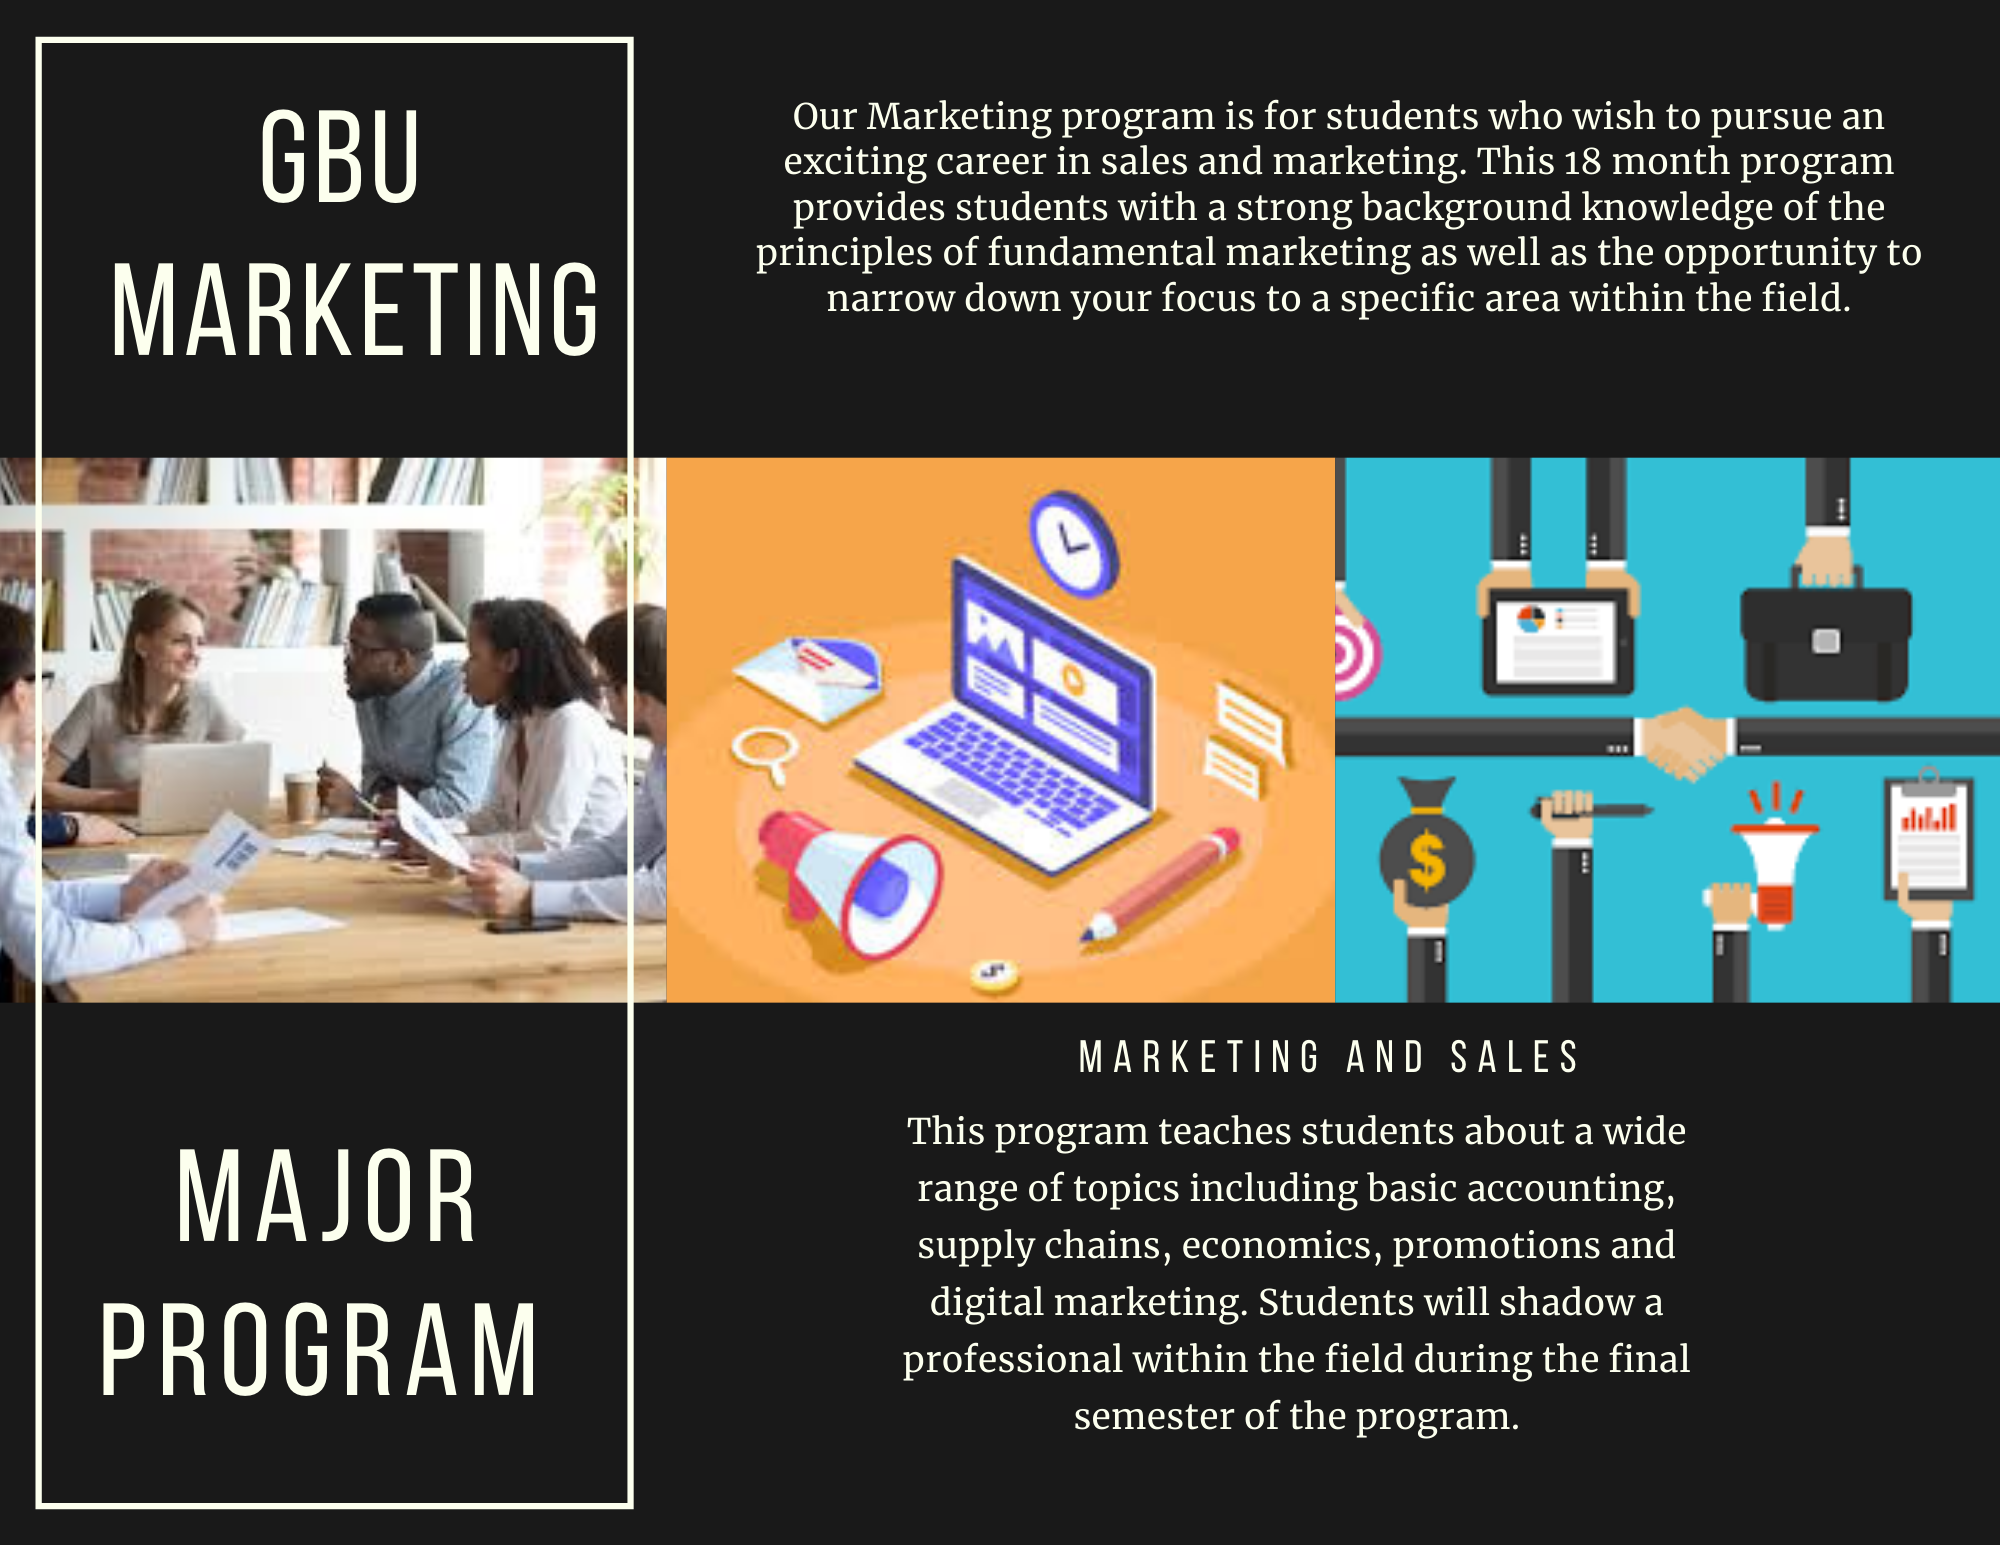 GBU
MARKETING
Our Marketing program is for students who wish to pursue an
exciting career in sales and marketing. This 18 month program
provides students with a strong background knowledge of the
principles of fundamental marketing as well as the opportunity to
narrow down your focus to a specific area within the field.
$
MAJOR
PROGRAM
MARKETING AND SALES
This program teaches students about a wide
range of topics including basic accounting,
supply chains, economics, promotions and
digital marketing. Students will shadow a
professional within the field during the final
semester of the program.